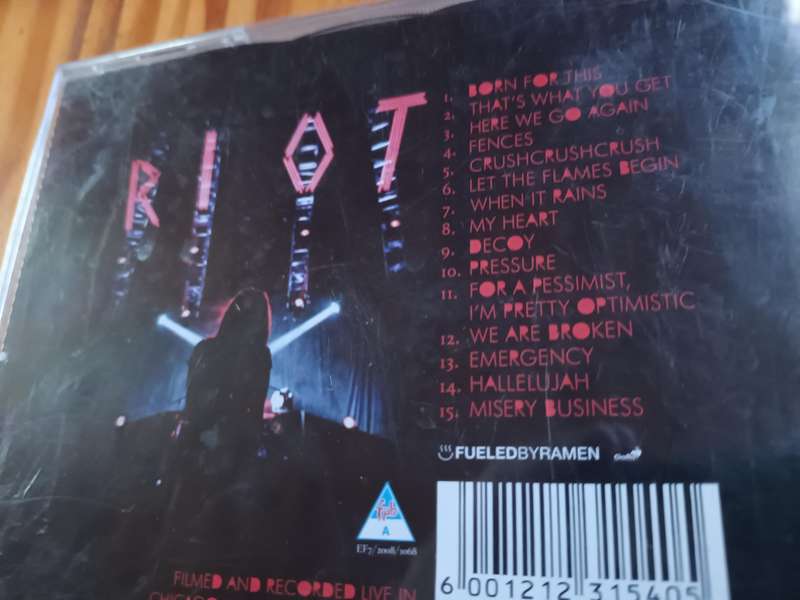 RIOT
1. BORN FOR THIS
2. THAT'S WHAT YOU GET
3. HERE WE GO AGAIN
4. FENCES
5. CRUSHCRUSHCRUSH
6. LET THE FLAMES BEGIN
7. WHEN IT RAINS
8. MY HEART
9. DECOY
10. PRESSURE
11. FOR A PESSIMIST,
I'M PRETTY OPTIMISTIC
12. WE ARE BROKEN
13. EMERGENCY
14. HALLELUJAH
15. MISERY BUSINESS
FUELEDBYRAMEN
A
EF7/2008/2068
FILMED AND RECORDED LIVE IN
CHICAGO
6 001212 315405